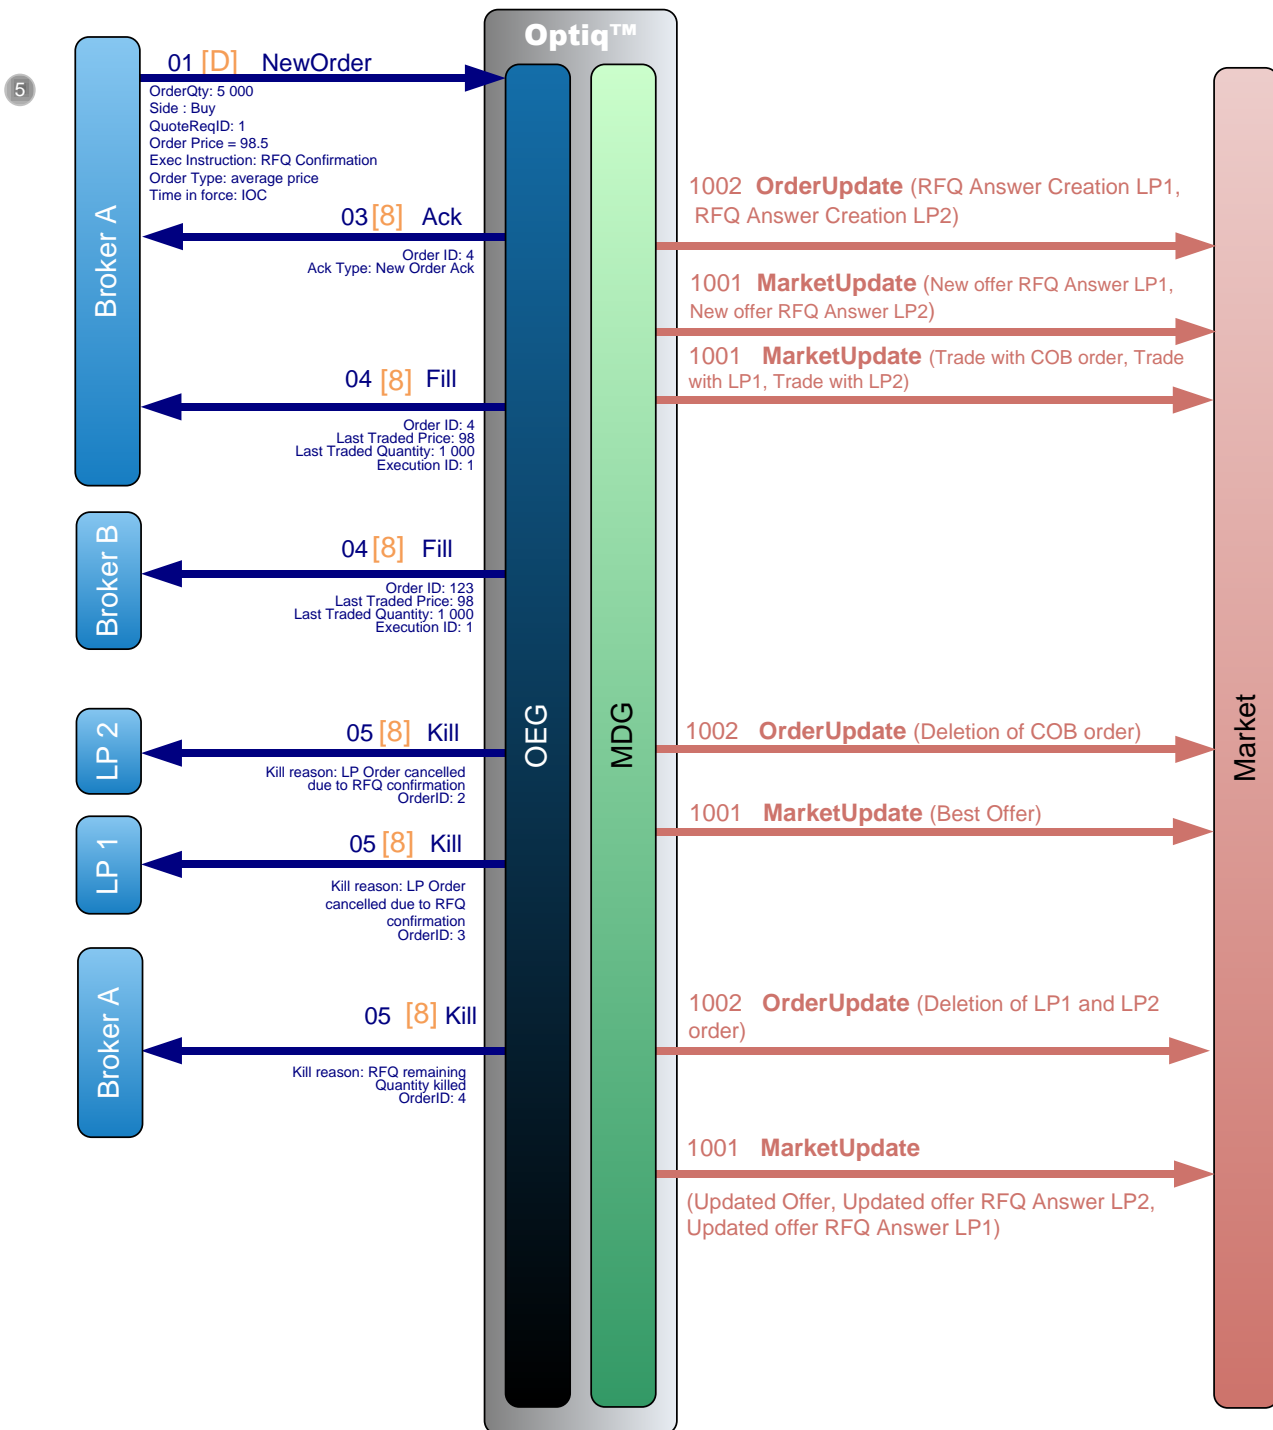 Optiq™
5
01 [D] NewOrder
OrderQty: 5 000
Side : Buy
QuoteReqID: 1
Order Price = 98.5
Exec Instruction: RFQ Confirmation
Order Type: average price
Time in force: IOC
Broker A
03 [8] Ack
Order ID: 4
Ack Type: New Order Ack
04 [8] Fill
Order ID: 4
Last Traded Price: 98
Last Traded Quantity: 1 000
Execution ID: 1
Broker B
04 [8] Fill
Order ID: 123
Last Traded Price: 98
Last Traded Quantity: 1 000
Execution ID: 1
LP 2
05 [8] Kill
Kill reason: LP Order cancelled
due to RFQ confirmation
OrderID: 2
LP 1
05 [8] Kill
Kill reason: LP Order
cancelled due to RFQ
confirmation
OrderID: 3
Broker A
05 [8] Kill
Kill reason: RFQ remaining
Quantity killed
OrderID: 4
OEG
MDG
1002 OrderUpdate (RFQ Answer Creation LP1,
RFQ Answer Creation LP2)
1001 MarketUpdate (New offer RFQ Answer LP1,
New offer RFQ Answer LP2)
1001 MarketUpdate (Trade with COB order, Trade
with LP1, Trade with LP2)
1002 OrderUpdate (Deletion of COB order)
1001 MarketUpdate (Best Offer)
1002 OrderUpdate (Deletion of LP1 and LP2
order)
1001 MarketUpdate
(Updated Offer, Updated offer RFQ Answer LP2,
Updated offer RFQ Answer LP1)
Market